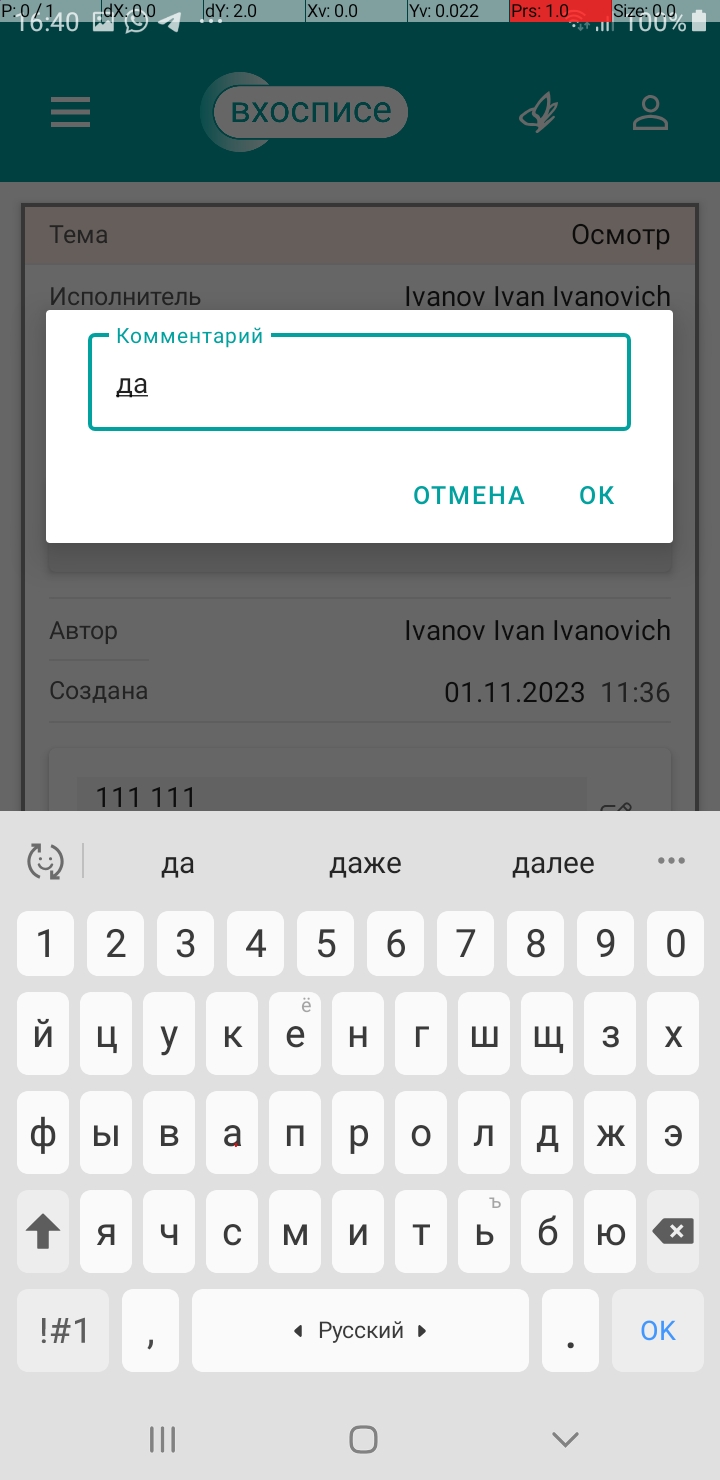 P: 0 / 1 dX: 0.0 dY: 2.0 Xv: 0.0 Yv: 0.022 Prs: 1.0 Size: 0.0
16:40 100%
вхосписе
Тема Осмотр
Исполнитель Ivanov Ivan Ivanovich
Комментарий
да
ОТМЕНА ОК
Автор Ivanov Ivan Ivanovich
Создана 01.11.2023 11:36
111 111
да даже далее
1 2 3 4 5 6 7 8 9 0
ё
й ц у к е н г ш щ з х
ф ы в а п р о л д ж э
ъ
я ч с м и т ь б ю
!#1 , Русский . OK